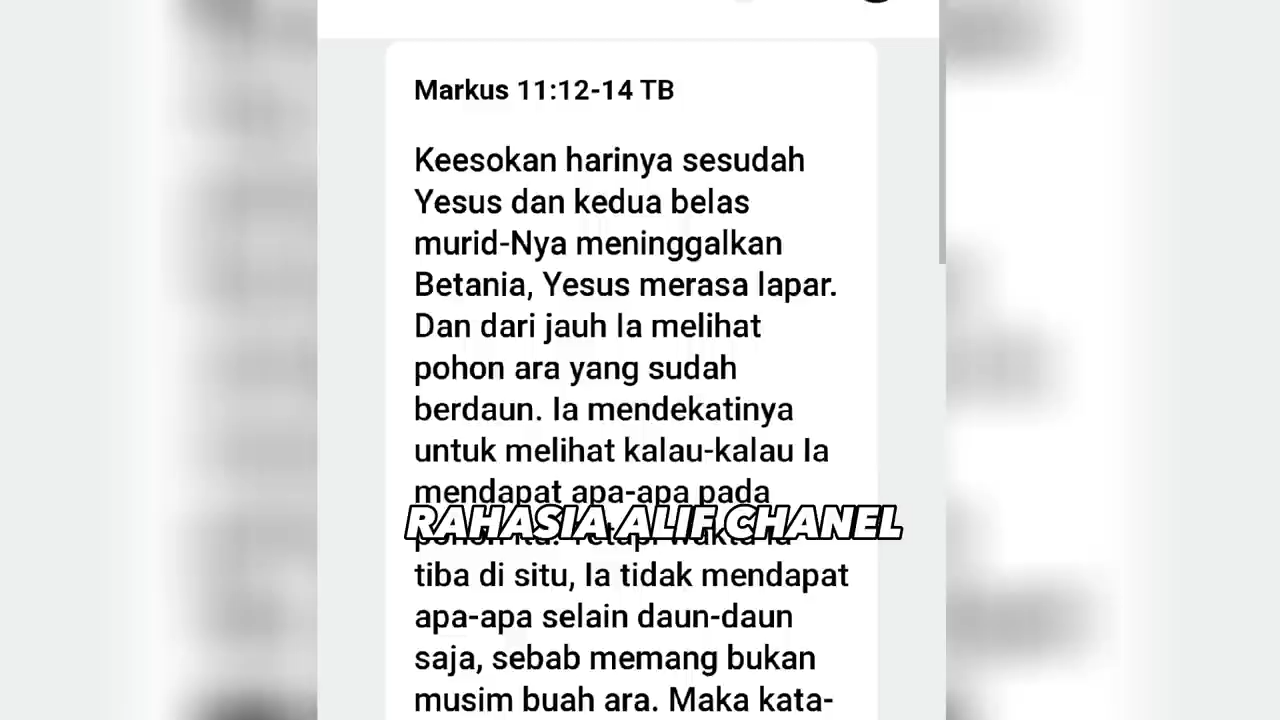 Markus 11:12-14 TB
Keesokan harinya sesudah
Yesus dan kedua belas
murid-Nya meninggalkan
Betania, Yesus merasa lapar.
Dan dari jauh Ia melihat
pohon ara yang sudah
berdaun. Ia mendekatinya
untuk melihat kalau-kalau Ia
mendapat apa-apa pada
RAHASIA ALIF CHANEL
tiba di situ, Ia tidak mendapat
apa-apa selain daun-daun
saja, sebab memang bukan
musim buah ara. Maka kata-